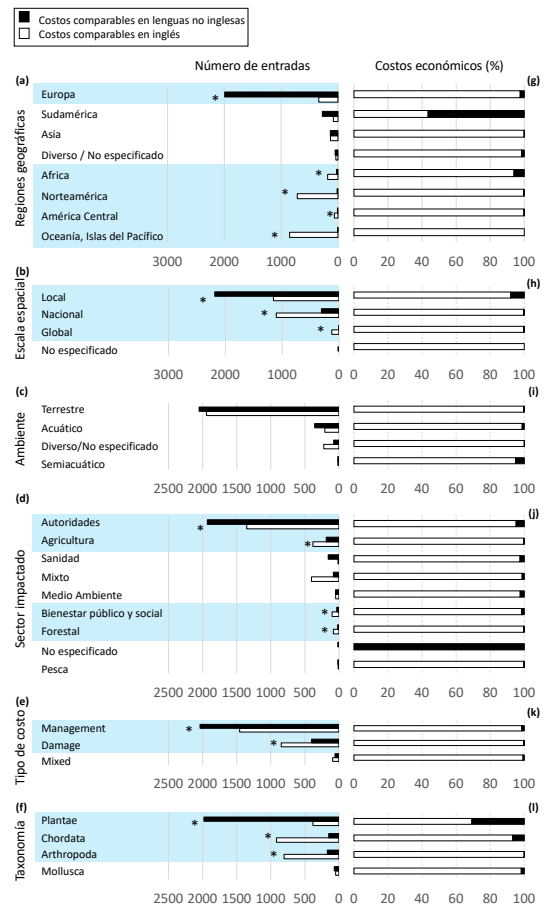 Costos comparables en lenguas no inglesas
Costos comparables en inglés
Número de entradas
Costos económicos (%)
(a)
(g)
Regiones geográficas
Europa
*
Sudamérica
Asia
Diverso / No especificado
Africa
*
Norteamérica
*
América Central
*
Oceanía, Islas del Pacífico
*
3000 2000 1000 0
0 20 40 60 80 100
(b)
(h)
Escala espacial
Local
*
Nacional
*
Global
*
No especificado
3000 2000 1000 0
0 20 40 60 80 100
(c)
(i)
Ambiente
Terrestre
Acuático
Diverso/No especificado
Semiacuático
2500 2000 1500 1000 500 0
0 20 40 60 80 100
(d)
(j)
Sector impactado
Autoridades
*
Agricultura
*
Sanidad
Mixto
Medio Ambiente
Bienestar público y social
*
Forestal
*
No especificado
Pesca
2500 2000 1500 1000 500 0
0 20 40 60 80 100
(e)
(k)
Tipo de costo
Management
*
Damage
*
Mixed
2500 2000 1500 1000 500 0
0 20 40 60 80 100
(f)
(l)
Taxonomía
Plantae
*
Chordata
*
Arthropoda
*
Mollusca
2500 2000 1500 1000 500 0
0 20 40 60 80 100